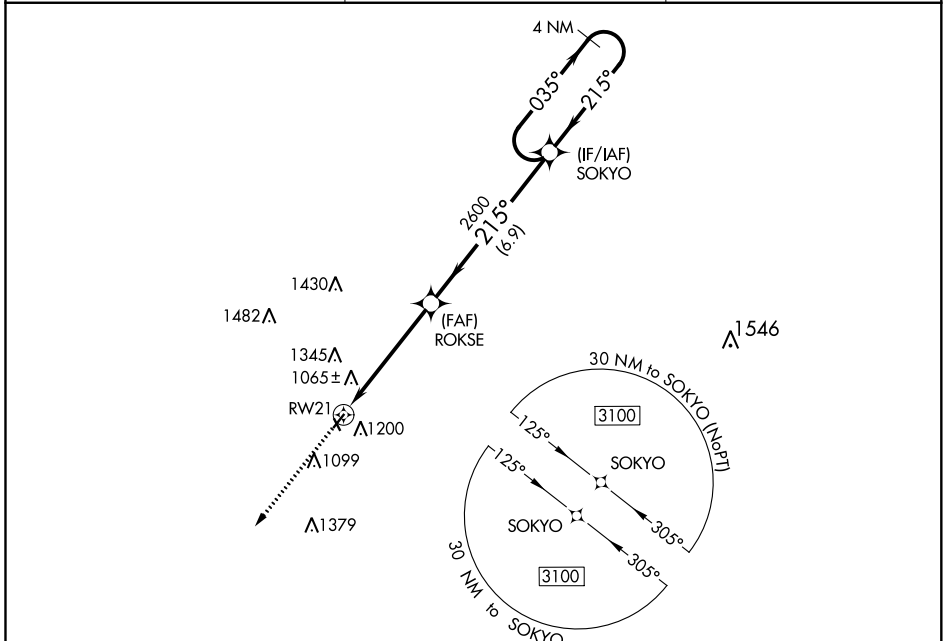 4 NM
035°
215°
(IF/IAF)
SOKYO
2600
215°
(6.9)
1430
1482
(FAF)
ROKSE
1546
1345
1065±
30 NM to SOKYO (NoPT)
RW21
3100
1200
125°
125°
SOKYO
1099
SOKYO
305°
1379
305°
3100
30 NM to SOKYO